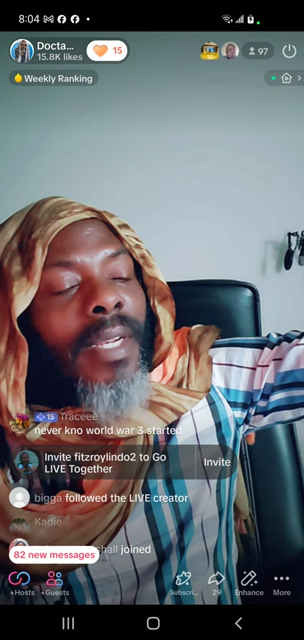 8:04
Docta...
15.8K likes
15
97
Weekly Ranking
15 Traceee
never kno world war 3 started
Invite fitzroylindo2 to Go
LIVE Together
Invite
bigga followed the LIVE creator
Kadie
hall joined
82 new messages
+Hosts
+Guests
Subscri...
29
Enhance
More